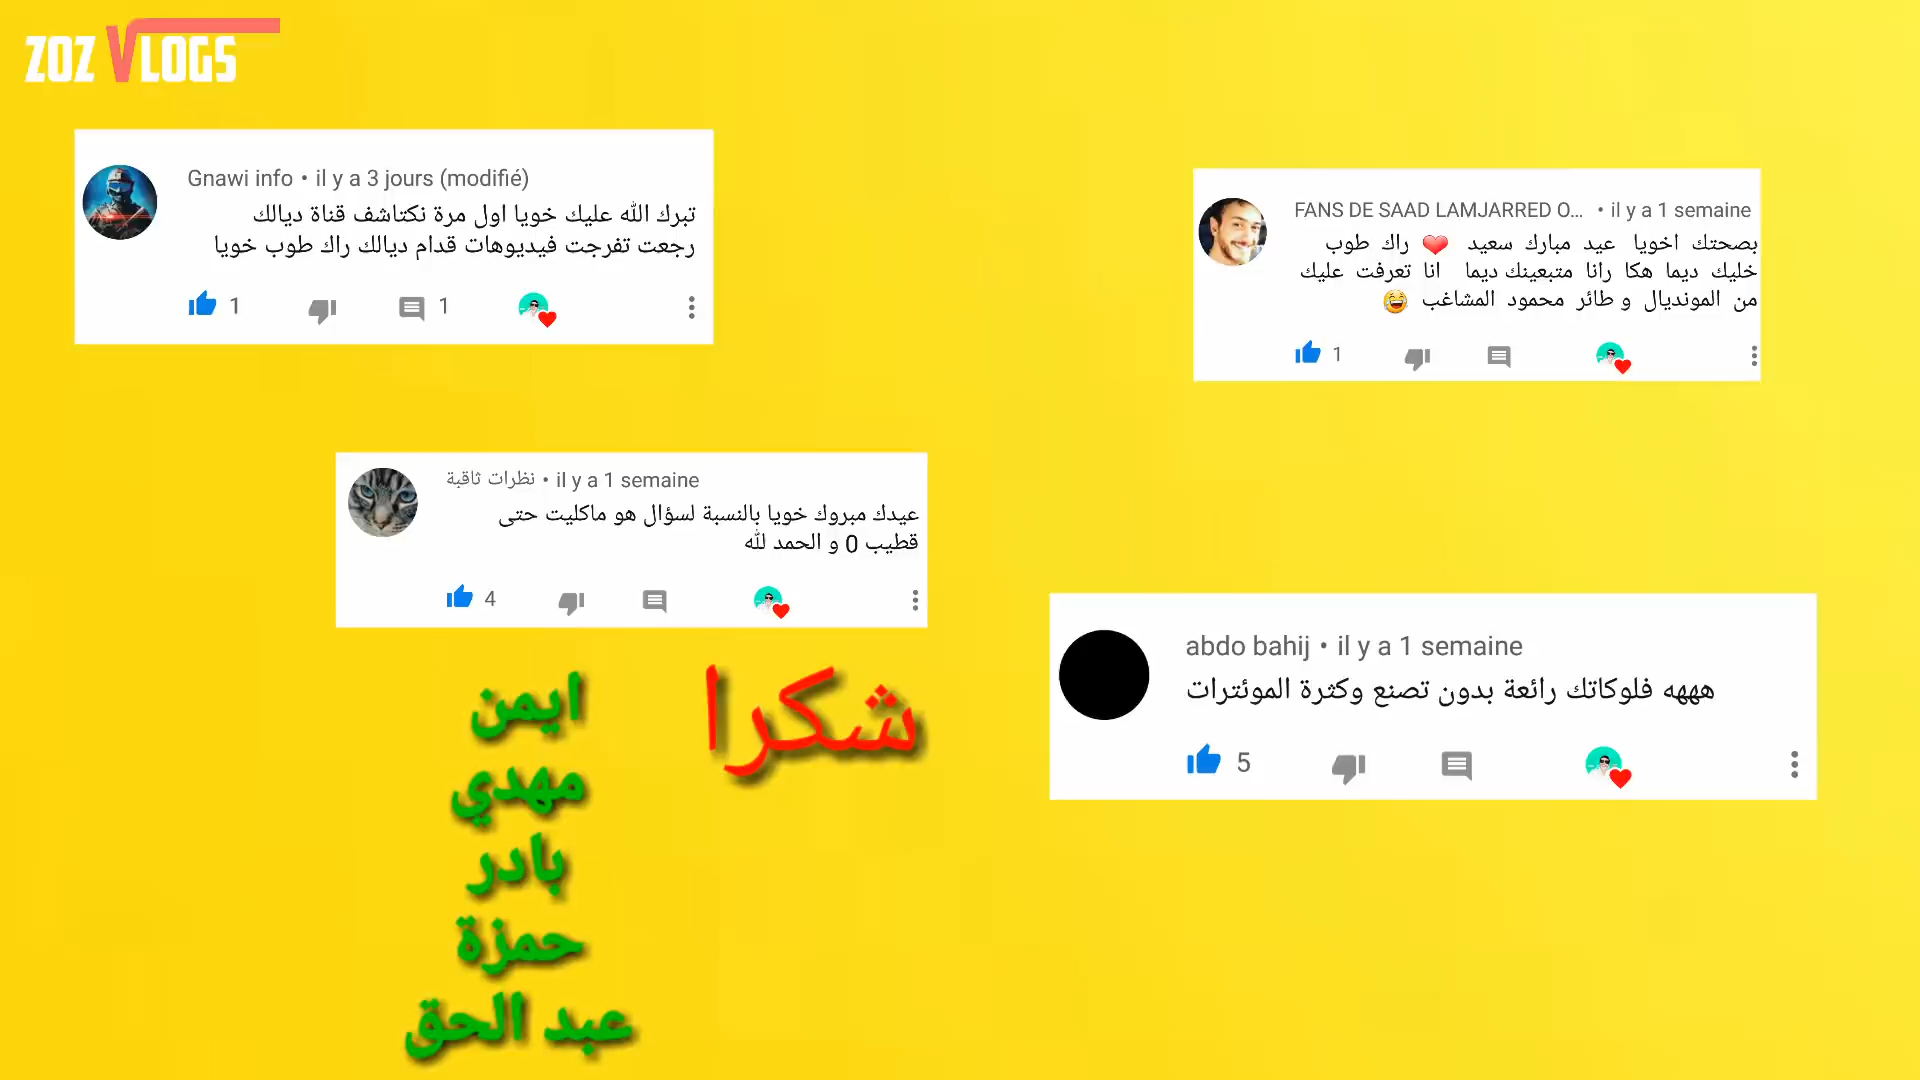 ZOZ VLOGS
Gnawi info • il y a 3 jours (modifié)
تبرك الله عليك خويا اول مرة نكتاشف قناة ديالك
رجعت تفرجت فيديوهات قدام ديالك راك طوب خويا
1
1
FANS DE SAAD LAMJARRED O... • il y a 1 semaine
بصحتك اخويا عيد مبارك سعيد ❤️ راك طوب
خليك ديما هكا رانا متبعينك ديما انا تعرفت عليك
من المونديال و طائر محمود المشاغب 😂
1
نظرات ثاقبة • il y a 1 semaine
عيدك مبروك خويا بالنسبة لسؤال هو ماكليت حتى
قطيب 0 و الحمد لله
4
abdo bahij • il y a 1 semaine
هههه فلوكاتك رائعة بدون تصنع وكثرة الموئثرات
5
شكرا
ايمن
مهدي
بادر
حمزة
عبد الحق